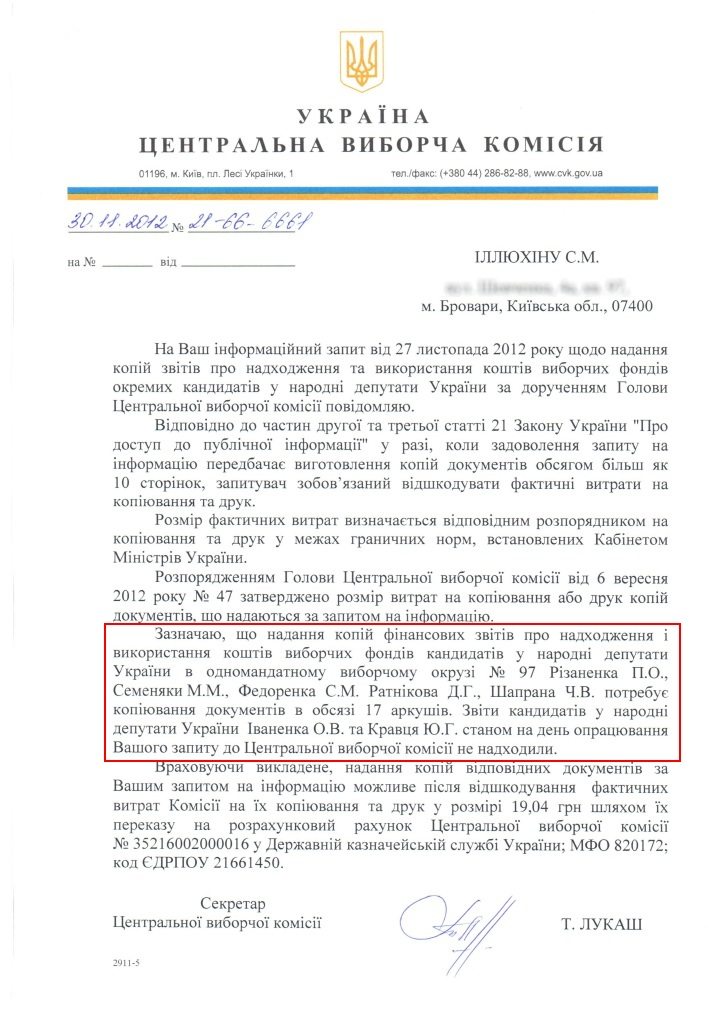 УКРАЇНА
ЦЕНТРАЛЬНА ВИБОРЧА КОМІСІЯ
01196, м. Київ, пл. Лесі Українки, 1 тел./факс: (+380 44) 286-82-88, www.cvk.gov.ua
30.11.2012 № 21-66-6661
на № ________ від ________________
ІЛЛЮХІНУ С.М.
м. Бровари, Київська обл., 07400
На Ваш інформаційний запит від 27 листопада 2012 року щодо надання
копій звітів про надходження та використання коштів виборчих фондів
окремих кандидатів у народні депутати України за дорученням Голови
Центральної виборчої комісії повідомляю.
Відповідно до частин другої та третьої статті 21 Закону України "Про
доступ до публічної інформації" у разі, коли задоволення запиту на
інформацію передбачає виготовлення копій документів обсягом більш як
10 сторінок, запитувач зобов’язаний відшкодувати фактичні витрати на
копіювання та друк.
Розмір фактичних витрат визначається відповідним розпорядником на
копіювання та друк у межах граничних норм, встановлених Кабінетом
Міністрів України.
Розпорядженням Голови Центральної виборчої комісії від 6 вересня
2012 року № 47 затверджено розмір витрат на копіювання або друк копій
документів, що надаються за запитом на інформацію.
Зазначаю, що надання копій фінансових звітів про надходження і
використання коштів виборчих фондів кандидатів у народні депутати
України в одномандатному виборчому окрузі № 97 Різаненка П.О.,
Семеняки М.М., Федоренка С.М. Ратнікова Д.Г., Шапрана Ч.В. потребує
копіювання документів в обсязі 17 аркушів. Звіти кандидатів у народні
депутати України Іваненка О.В. та Кравця Ю.Г. станом на день опрацювання
Вашого запиту до Центральної виборчої комісії не надходили.
Враховуючи викладене, надання копій відповідних документів за
Вашим запитом на інформацію можливе після відшкодування фактичних
витрат Комісії на їх копіювання та друк у розмірі 19,04 грн шляхом їх
переказу на розрахунковий рахунок Центральної виборчої комісії
№ 35216002000016 у Державній казначейській службі України; МФО 820172;
код ЄДРПОУ 21661450.
Секретар
Центральної виборчої комісії Т. ЛУКАШ
2911-5